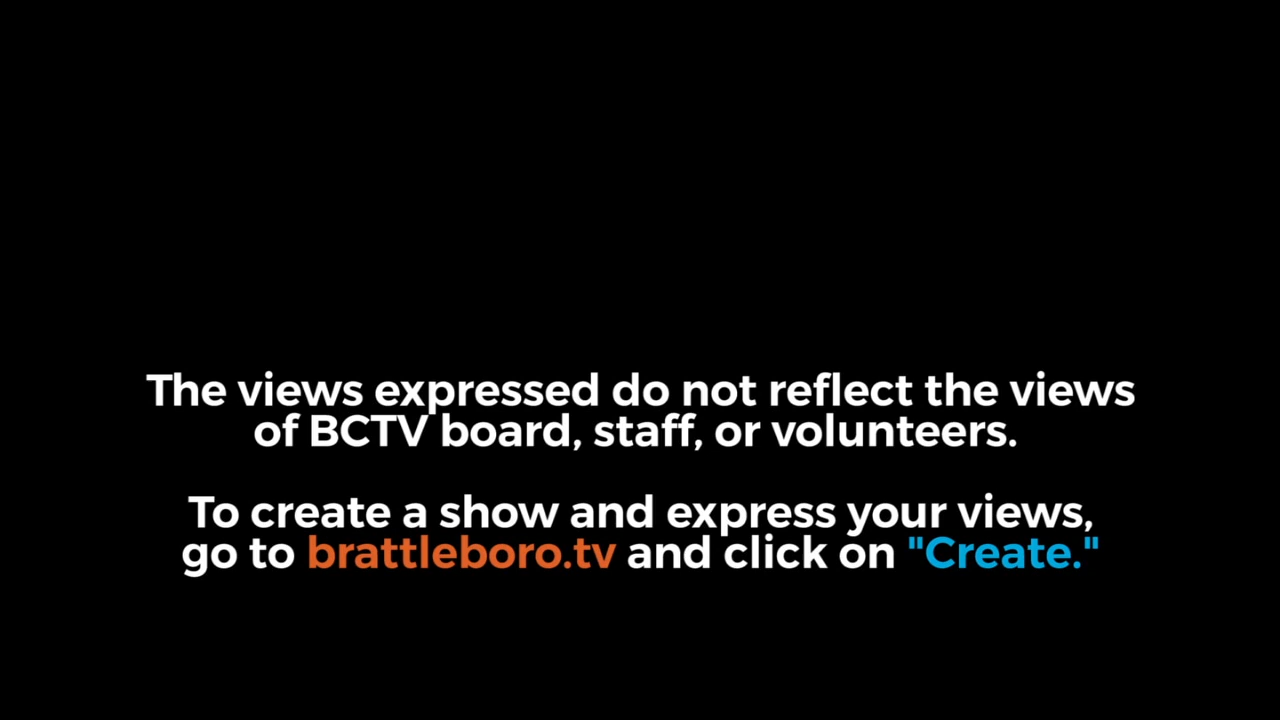 The views expressed do not reflect the views
of BCTV board, staff, or volunteers.
To create a show and express your views,
go to brattleboro.tv and click on "Create."